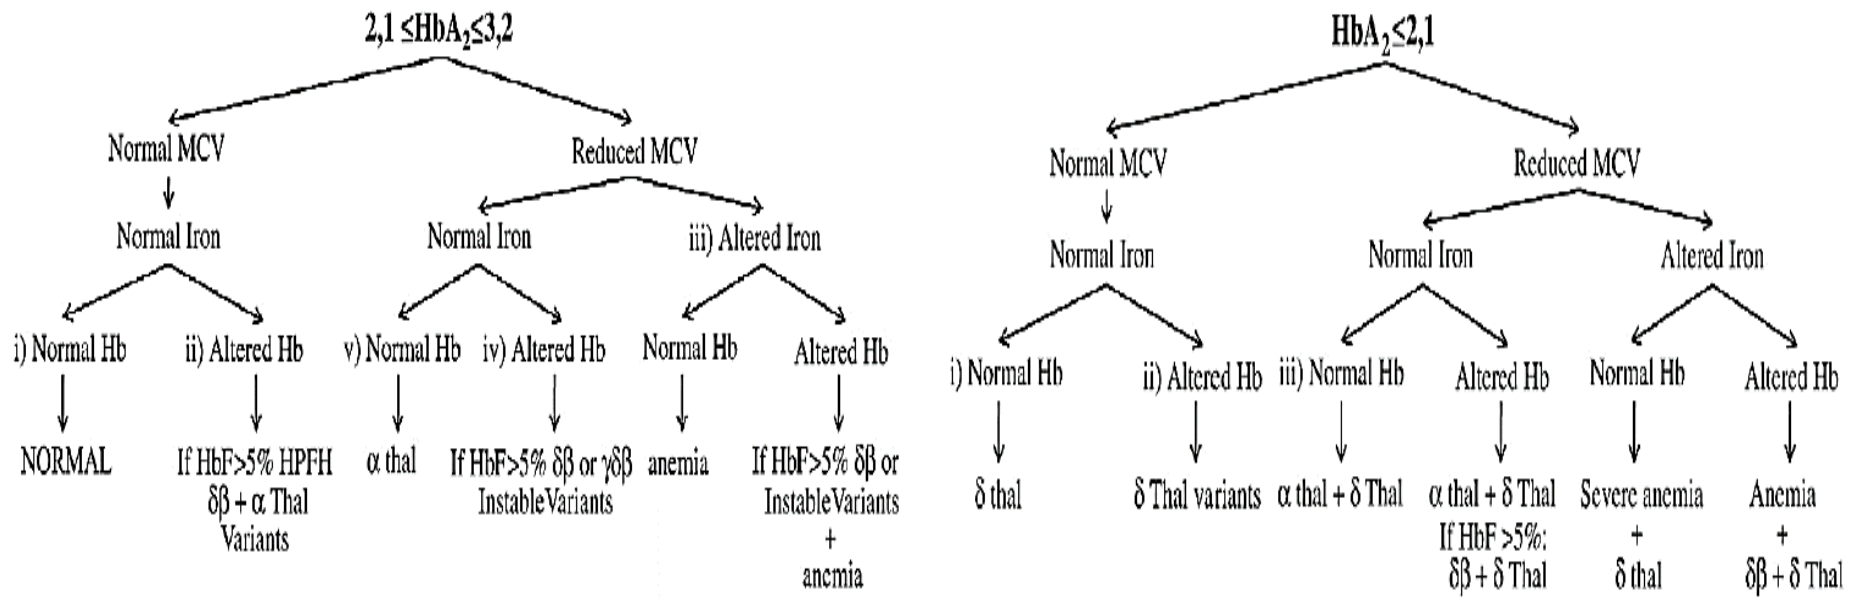 2,1 ≤HbA2≤3,2
Normal MCV
Reduced MCV
Normal Iron
Normal Iron
iii) Altered Iron
i) Normal Hb
ii) Altered Hb
v) Normal Hb
iv) Altered Hb
Normal Hb
Altered Hb
NORMAL
If HbF>5% HPFH
δβ + α Thal
Variants
α thal
If HbF>5% δβ or γδβ
Instable Variants
anemia
If HbF>5% δβ or
Instable Variants
+
anemia
HbA2≤2,1
Normal MCV
Reduced MCV
Normal Iron
Normal Iron
Altered Iron
i) Normal Hb
ii) Altered Hb
iii) Normal Hb
Altered Hb
Normal Hb
Altered Hb
δ thal
δ Thal variants
α thal + δ Thal
α thal + δ Thal
If HbF >5%:
δβ + δ Thal
Severe anemia
+
δ thal
Anemia
+
δβ + δ Thal